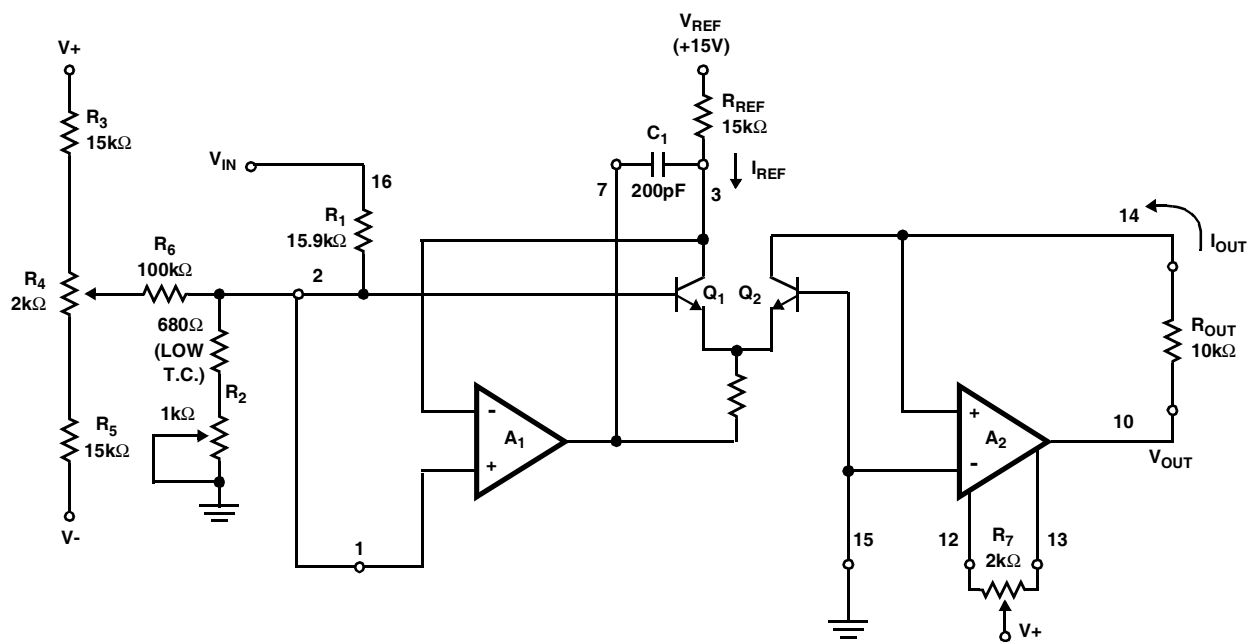 V+
R3
15kΩ
VIN
16
R1
15.9kΩ
R6
100kΩ
2
R4
2kΩ
680Ω
(LOW
T.C.)
R2
1kΩ
R5
15kΩ
V-
1
VREF
(+15V)
RREF
15kΩ
C1
200pF
7
3
IREF
Q1
Q2
-
A1
+
14
IOUT
ROUT
10kΩ
+
A2
-
10
VOUT
15
12
R7
2kΩ
13
V+